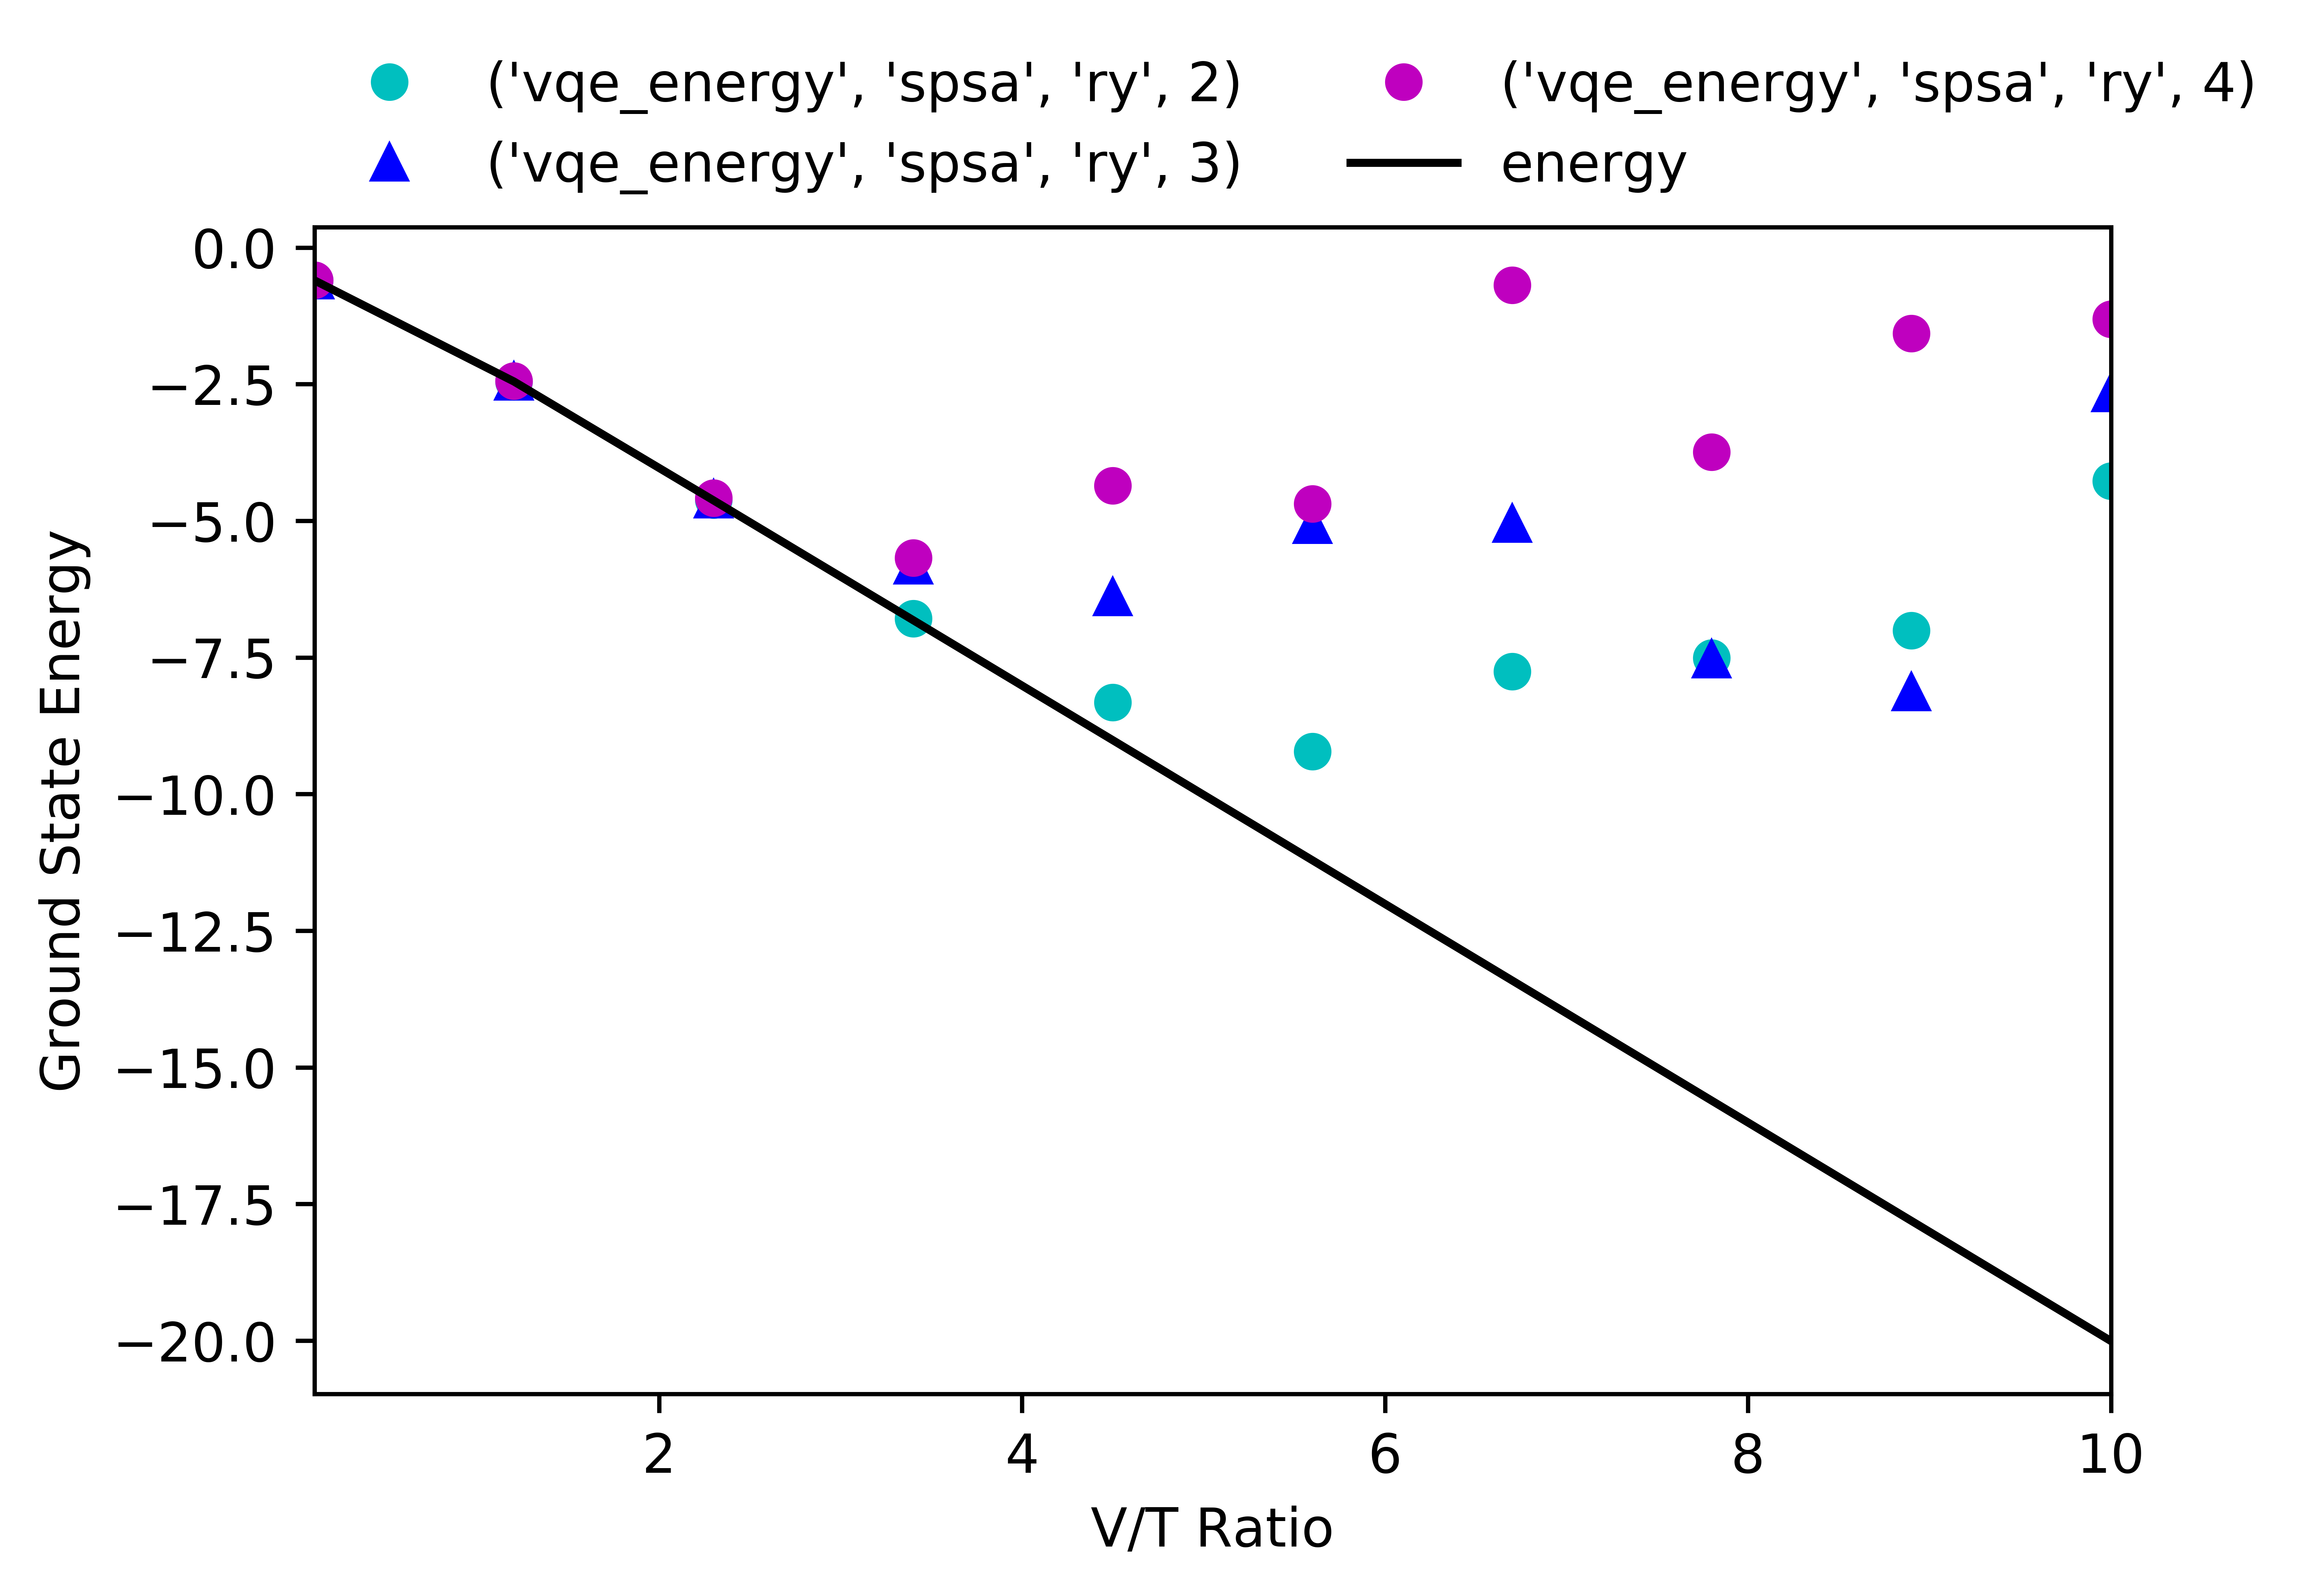 ('vqe_energy', 'spsa', 'ry', 2)
('vqe_energy', 'spsa', 'ry', 3)
('vqe_energy', 'spsa', 'ry', 4)
energy
0.0
−2.5
−5.0
−7.5
−10.0
−12.5
−15.0
−17.5
−20.0
Ground State Energy
2 4 6 8 10
V/T Ratio